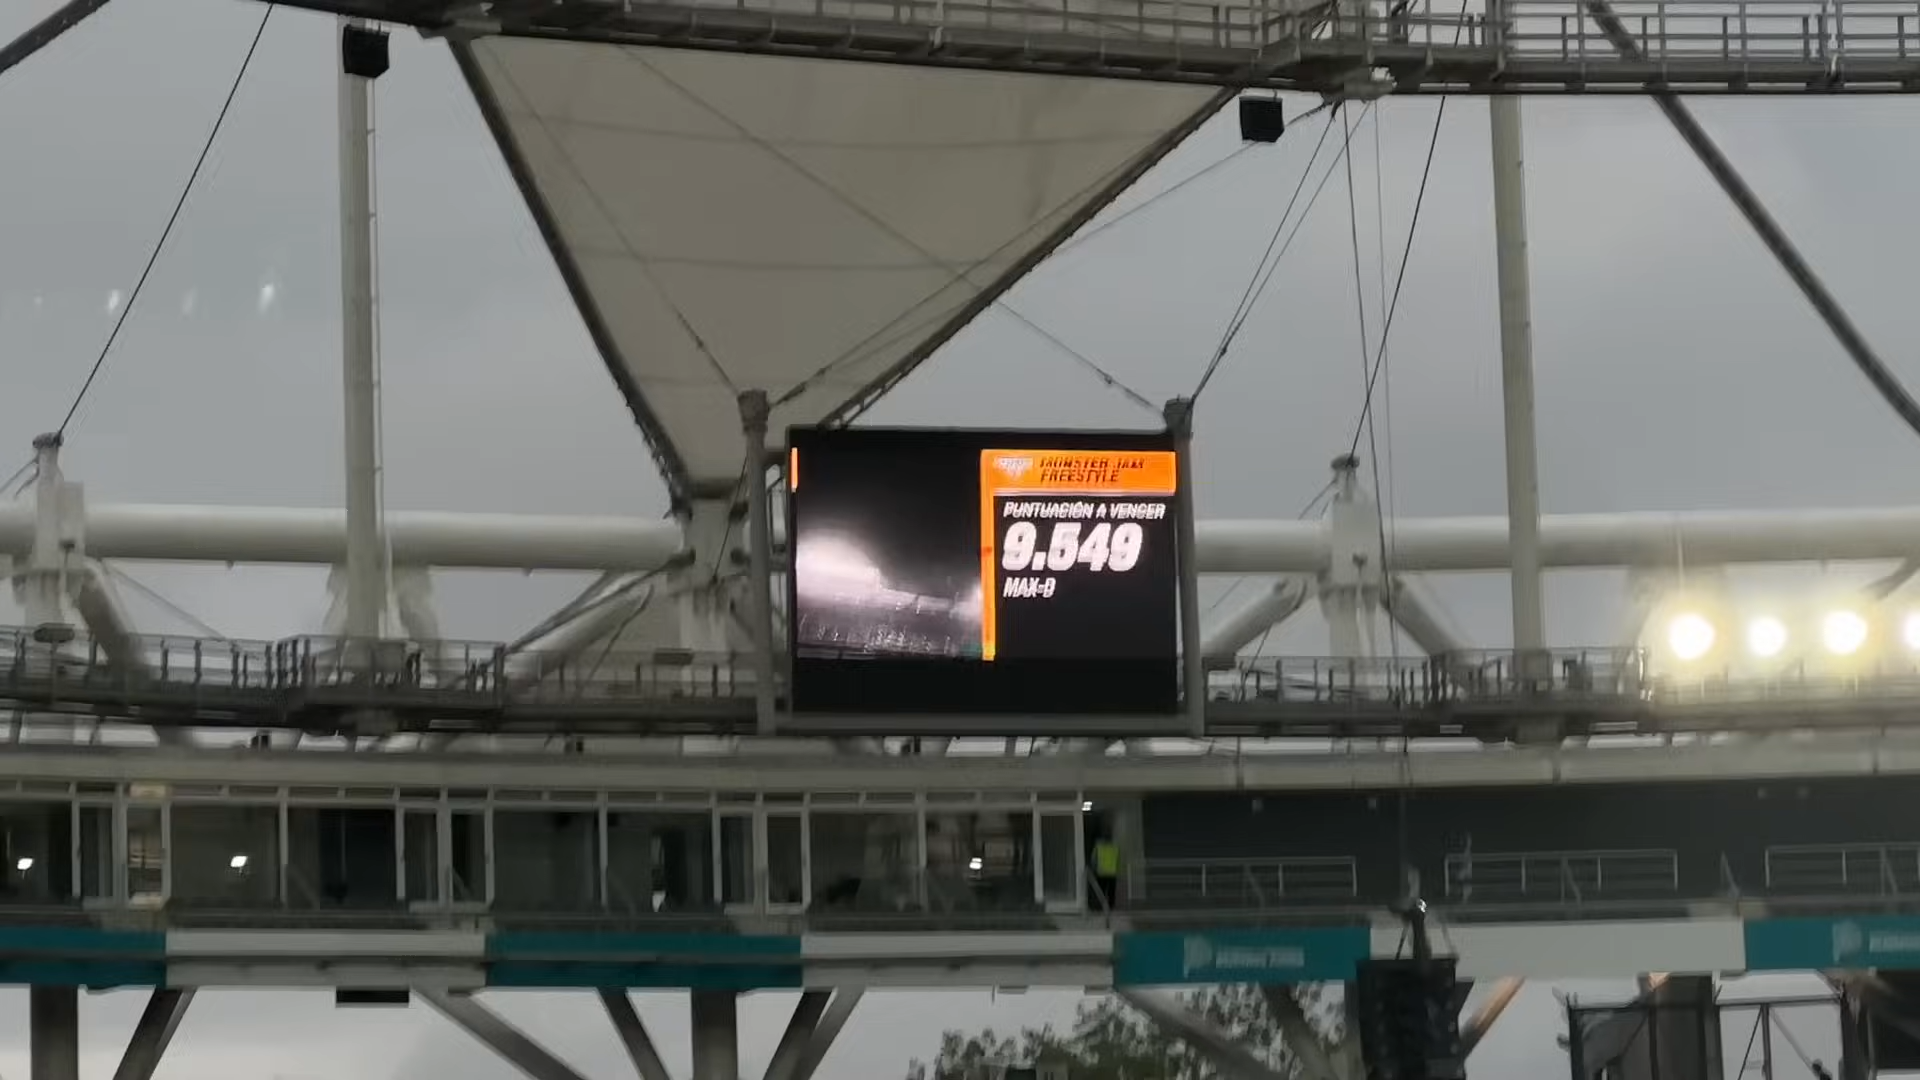 MONSTER JAM
FREESTYLE
PUNTUACIÓN A VENCER
9.549
MAX-D